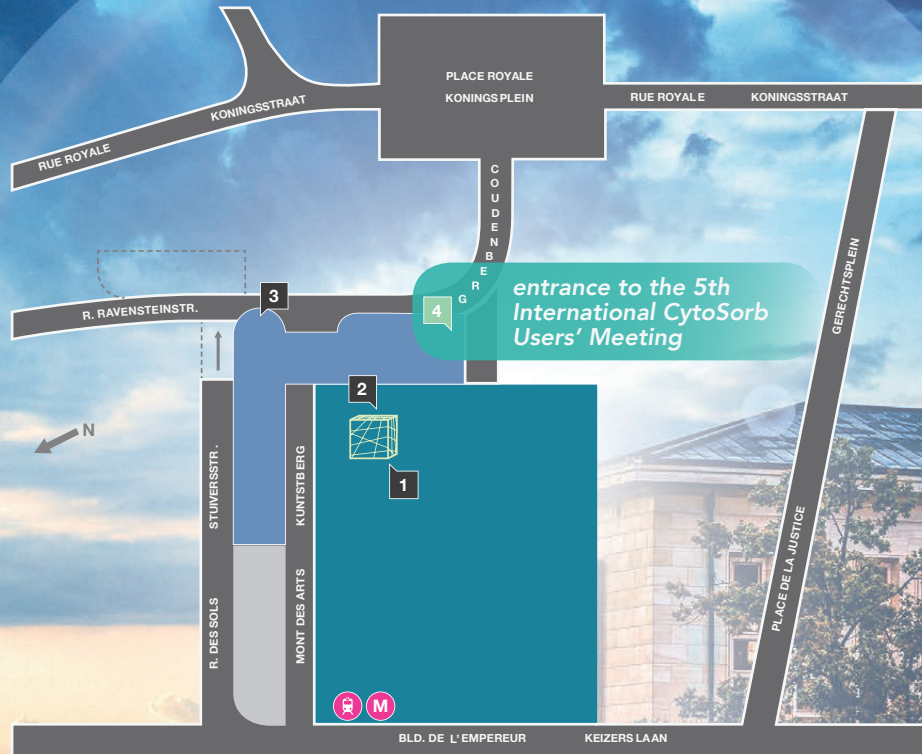 PLACE ROYALE
KONINGSPLEIN
RUE ROYALE KONINGSSTRAAT
RUE ROYALE KONINGSSTRAAT
COUDENBERG
3
R. RAVENSTEINSTR.
4
entrance to the 5th
International CytoSorb
Users' Meeting
GERECHTSPLEIN
PLACE DE LA JUSTICE
2
N
1
STUIVERSSTR.
R. DES SOLS
KUNTSTBERG
MONT DES ARTS
M
BLD. DE L'EMPEREUR KEIZERSLAAN